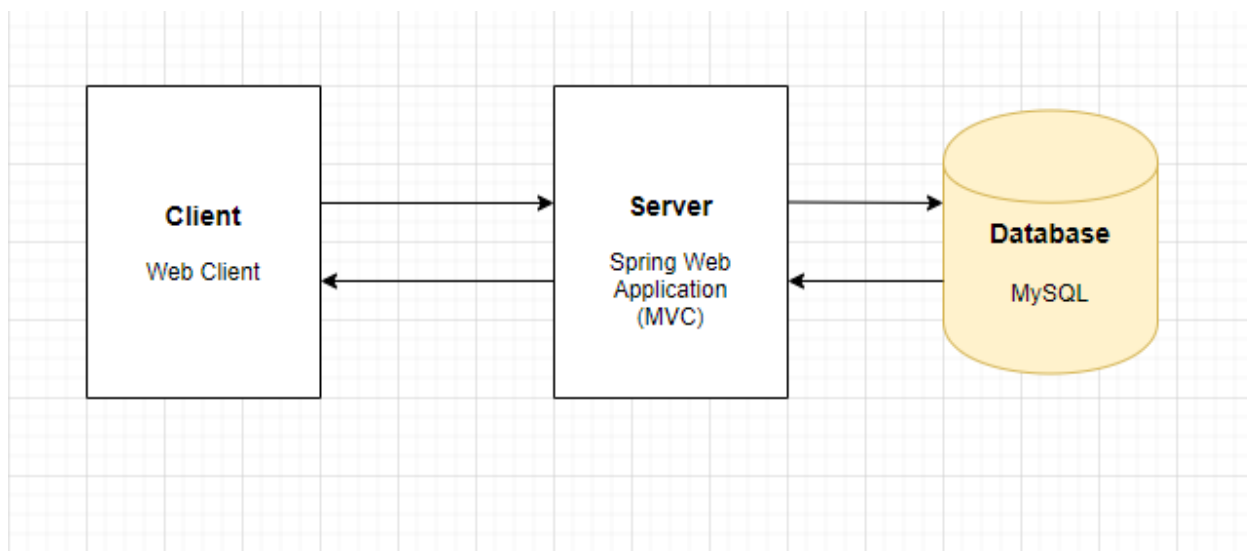 Client
Web Client
Server
Spring Web
Application
(MVC)
Database
MySQL